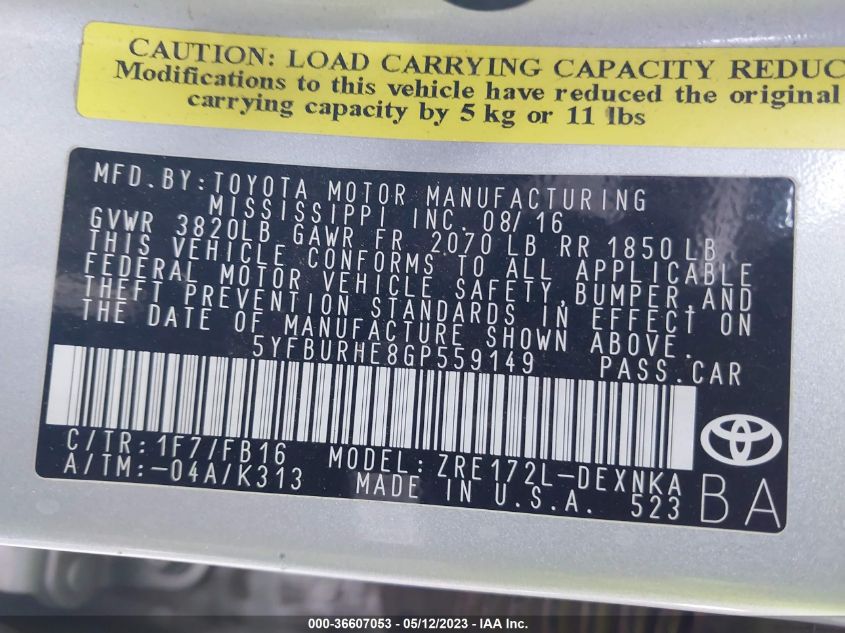 CAUTION: LOAD CARRYING CAPACITY REDUC
Modifications to this vehicle have reduced the original
carrying capacity by 5 kg or 11 lbs
MFD.BY:TOYOTA MOTOR MANUFACTURING
MISSISSIPPI INC. 08/16
GVWR 3820LB GAWR FR 2070 LB RR 1850 LB
THIS VEHICLE CONFORMS TO ALL APPLICABLE
FEDERAL MOTOR VEHICLE SAFETY,BUMPER,AND
THEFT PREVENTION STANDARDS IN EFFECT ON
THE DATE OF MANUFACTURE SHOWN ABOVE.
5YFBURHE8GP559149 PASS.CAR
C/TR:1F7/FB16 MODEL:ZRE172L-DEXNKA
A/TM:-04A/K313 MADE IN U.S.A. 523 BA
000-36607053 - 05/12/2023 - IAA Inc.